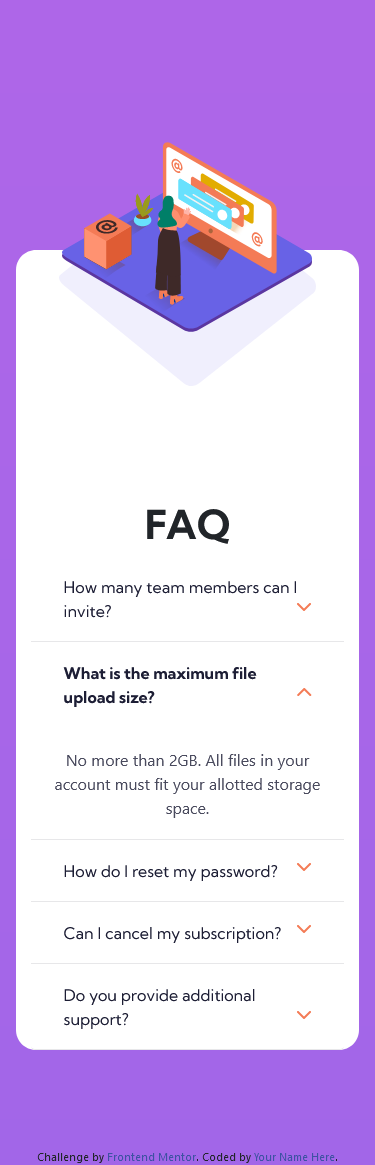 FAQ
How many team members can I
invite?
What is the maximum file
upload size?
No more than 2GB. All files in your
account must fit your allotted storage
space.
How do I reset my password?
Can I cancel my subscription?
Do you provide additional
support?
Challenge by Frontend Mentor. Coded by Your Name Here.